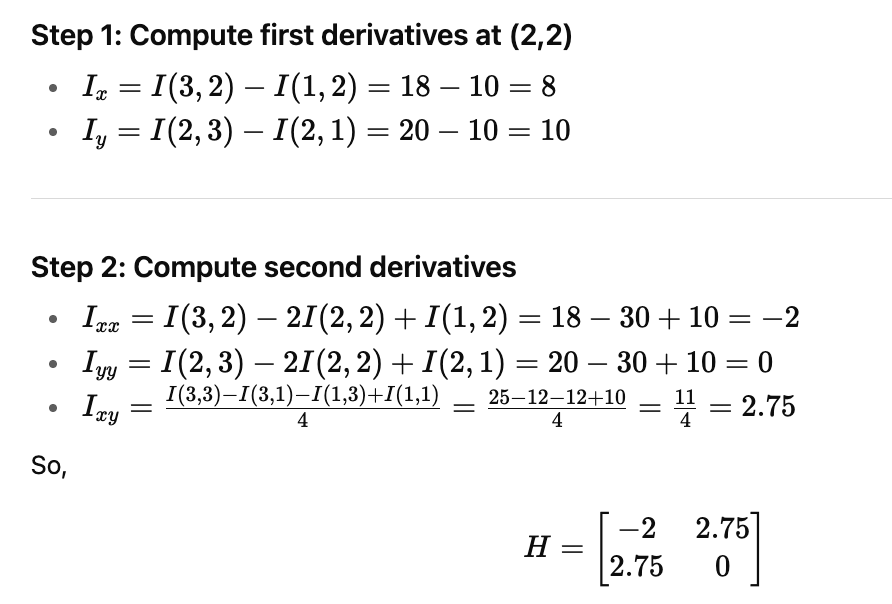 Step 1: Compute first derivatives at (2,2)
• Iₓ = I(3, 2) − I(1, 2) = 18 − 10 = 8
• I_y = I(2, 3) − I(2, 1) = 20 − 10 = 10
Step 2: Compute second derivatives
• I_{xx} = I(3, 2) − 2I(2, 2) + I(1, 2) = 18 − 30 + 10 = −2
• I_{yy} = I(2, 3) − 2I(2, 2) + I(2, 1) = 20 − 30 + 10 = 0
• I_{xy} = \frac{I(3,3)−I(3,1)−I(1,3)+I(1,1)}{4} = \frac{25−12−12+10}{4} = \frac{11}{4} = 2.75
So,
H = \begin{bmatrix} −2 & 2.75 \\ 2.75 & 0 \end{bmatrix}